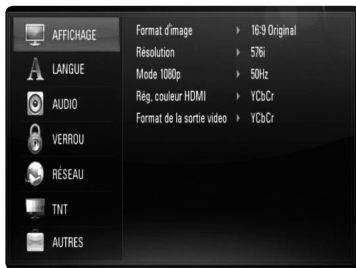 AFFICHAGE
LANGUE
AUDIO
VERROU
RÉSEAU
TNT
AUTRES
Format d'image 16:9 Original
Résolution 576i
Mode 1080p 50Hz
Rég. couleur HDMI YCbCr
Format de la sortie video YCbCr